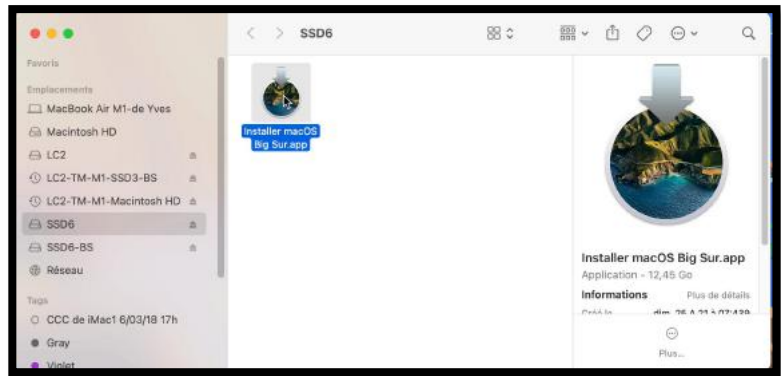 SSD6
Favoris
Emplacements
MacBook Air M1-de Yves
Macintosh HD
LC2
LC2-TM-M1-SSD3-BS
LC2-TM-M1-Macintosh HD
SSD6
SSD6-BS
Réseau
Tags
CCC de iMac1 6/03/18 17h
Gray
Violet
Installer macOS
Big Sur.app
Installer macOS Big Sur.app
Application - 12,45 Go
Informations Plus de détails
Créé le
Plus...